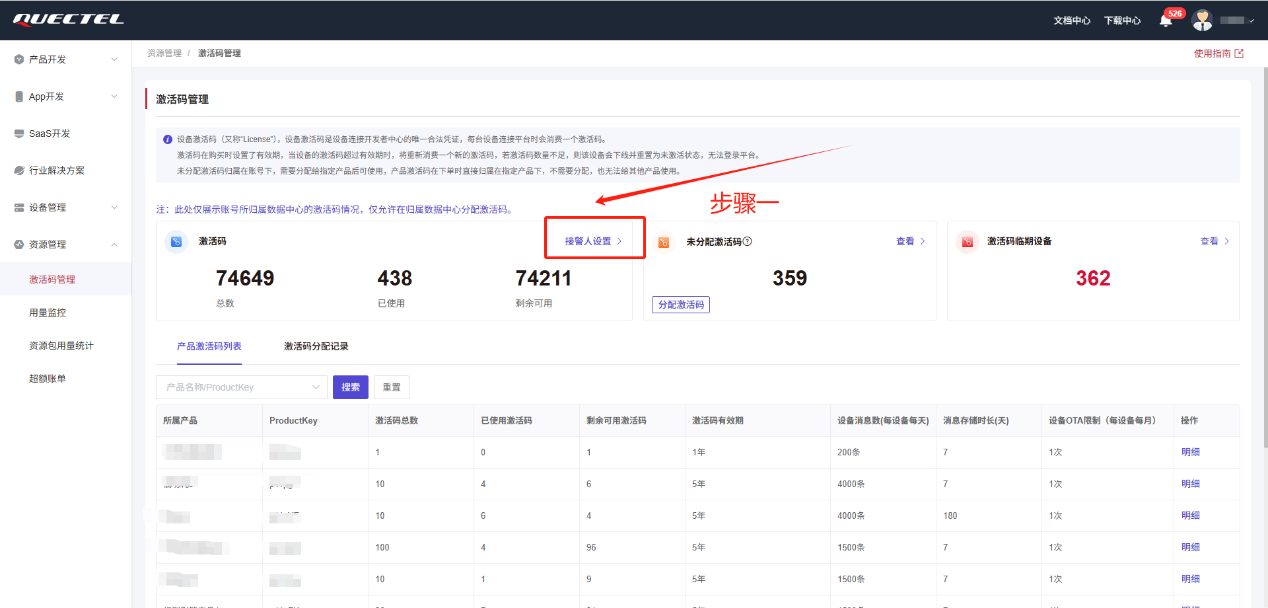 QUECTEL
文档中心 下载中心 526
产品开发
App开发
SaaS开发
行业解决方案
设备管理
资源管理
激活码管理
用量监控
资源包用量统计
超额账单
资源管理 / 激活码管理
使用指南
激活码管理
设备激活码（又称“License”），设备激活码是设备连接开发者中心的唯一合法凭证，每台设备连接平台时会消费一个激活码。
激活码在购买时设置了有效期，当设备的激活码超过有效期时，将重新消费一个新的激活码，若激活码数量不足，则该设备会下线并重置为未激活状态，无法登录平台。
未分配激活码归属在账号下，需要分配给指定产品后可使用，产品激活码在下单时直接归属在指定产品下，不需要分配，也无法给其他产品使用。
步骤一
注：此处仅展示账号所归属数据中心的激活码情况，仅允许在归属数据中心分配激活码。
激活码 接警人设置 >
74649 438 74211
总数 已使用 剩余可用
未分配激活码 ? 查看 >
359
分配激活码
激活码临期设备 查看 >
362
产品激活码列表 激活码分配记录
产品名称/ProductKey 搜索 重置
所属产品 ProductKey 激活码总数 已使用激活码 剩余可用激活码 激活码有效期 设备消息数(每设备每天) 消息存储时长(天) 设备OTA限制（每设备每月） 操作
1 0 1 1年 200条 7 1次 明细
10 4 6 5年 4000条 7 1次 明细
10 6 4 5年 4000条 180 1次 明细
100 4 96 5年 1500条 7 1次 明细
10 1 9 5年 1500条 7 1次 明细